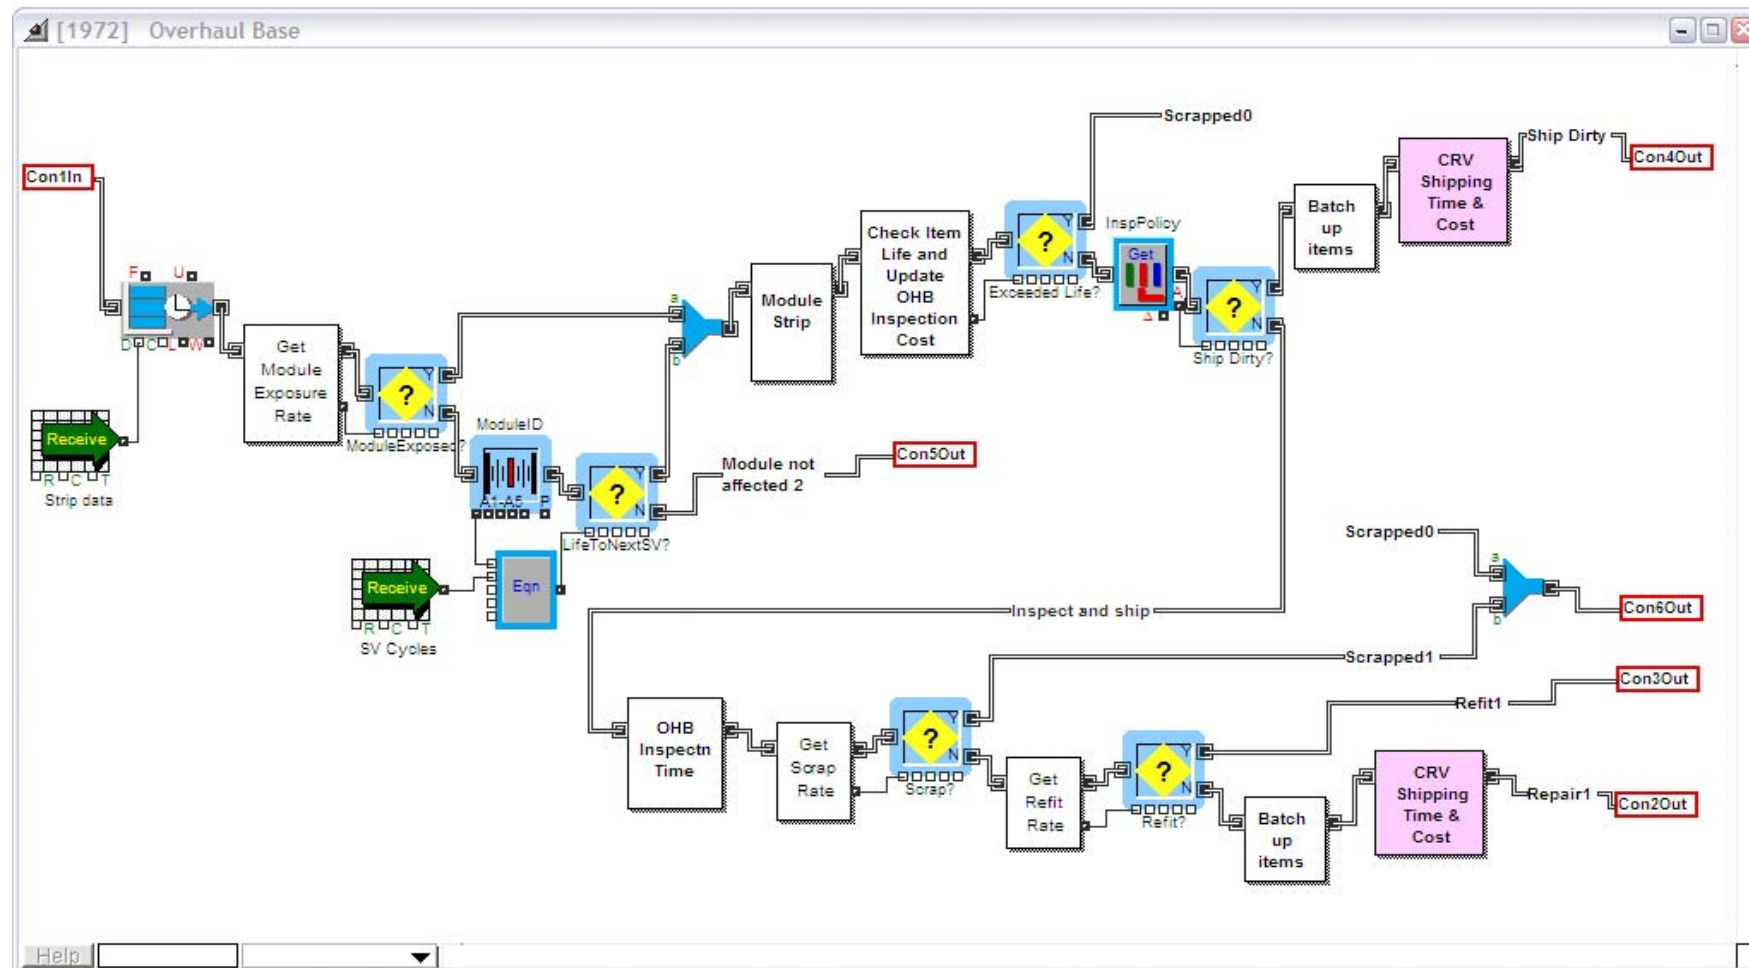 [1972] Overhaul Base
Scrapped0
Ship Dirty
Con4Out
CRV
Shipping
Time &
Cost
Con1In
Batch
up
items
InspPolicy
Get
Check Item
Life and
Update
OHB
Inspection
Cost
Y
N
Exceeded Life?
A
Δ
Y
N
Ship Dirty?
F U
D C L W
Module
Strip
a
b
Get
Module
Exposure
Rate
Y
N
ModuleExposed?
Receive
R C T
Strip data
ModuleID
A1-A5 P
Y
N
LifeToNextSV?
Module not
affected 2
Con5Out
Receive
R C T
SV Cycles
Eqn
Scrapped0
a
b
Con6Out
Inspect and ship
Scrapped1
Con3Out
Refit1
OHB
Inspectn
Time
Get
Scrap
Rate
Y
N
Scrap?
Get
Refit
Rate
Y
N
Refit?
Batch
up
items
CRV
Shipping
Time &
Cost
Repair1
Con2Out
Help